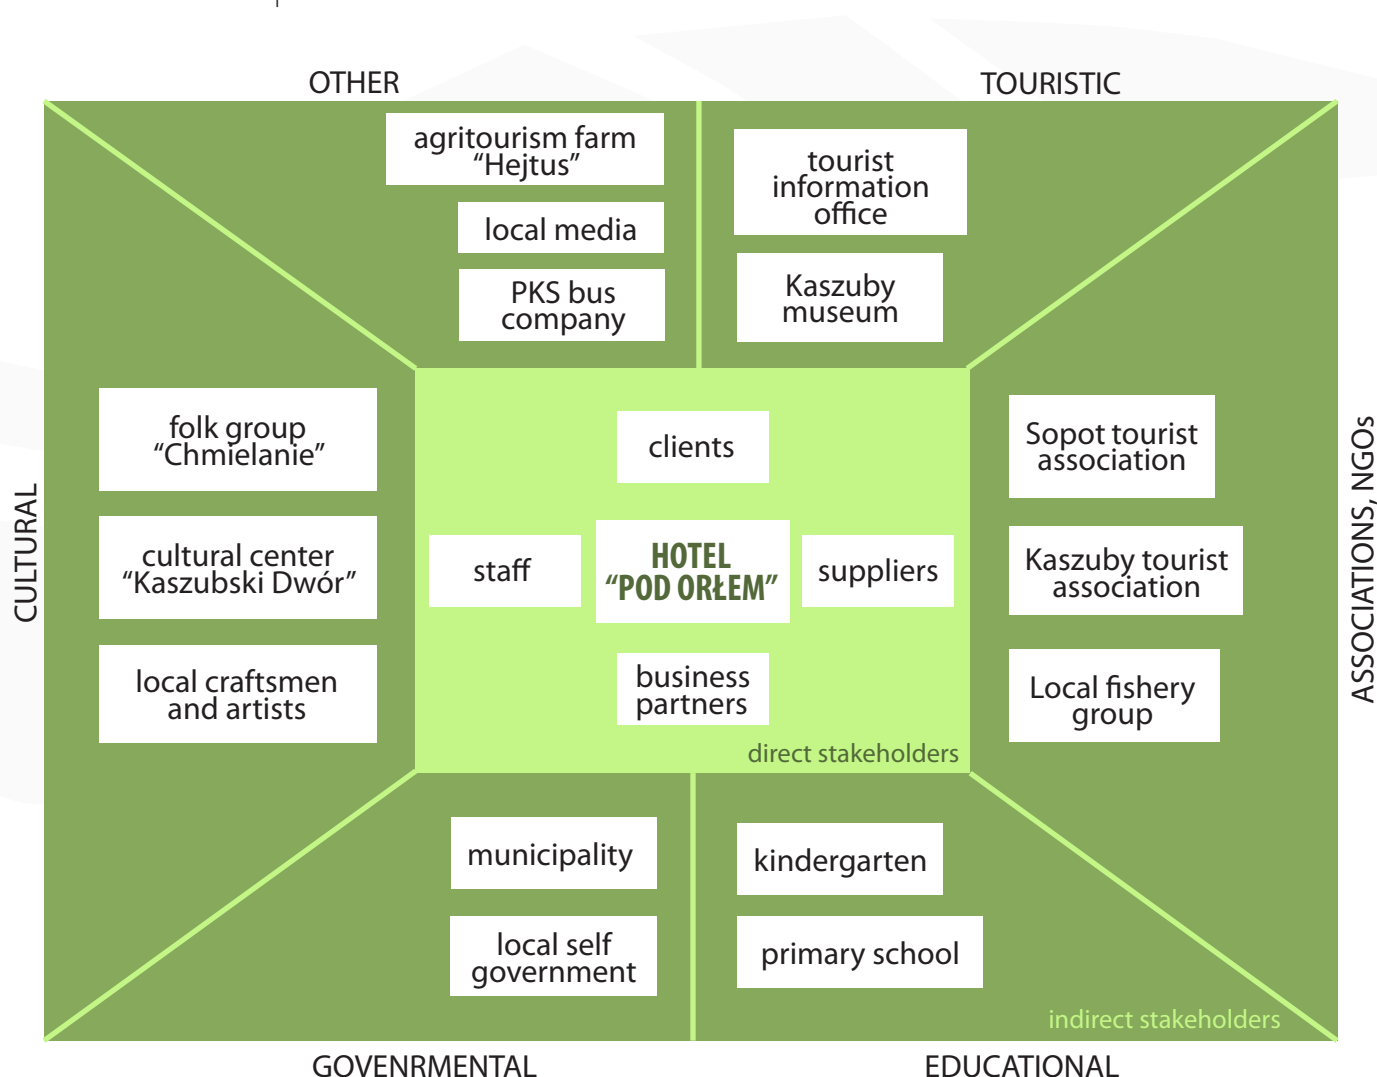 OTHER
TOURISTIC
agritourism farm
“Hejtus”
local media
PKS bus
company
tourist
information
office
Kaszuby
museum
CULTURAL
folk group
“Chmielanie”
cultural center
“Kaszubski Dwór”
local craftsmen
and artists
clients
staff
HOTEL
“POD ORŁEM”
suppliers
business
partners
direct stakeholders
Sopot tourist
association
Kaszuby tourist
association
Local fishery
group
ASSOCIATIONS, NGOs
municipality
local self
government
kindergarten
primary school
indirect stakeholders
GOVENRMENTAL
EDUCATIONAL